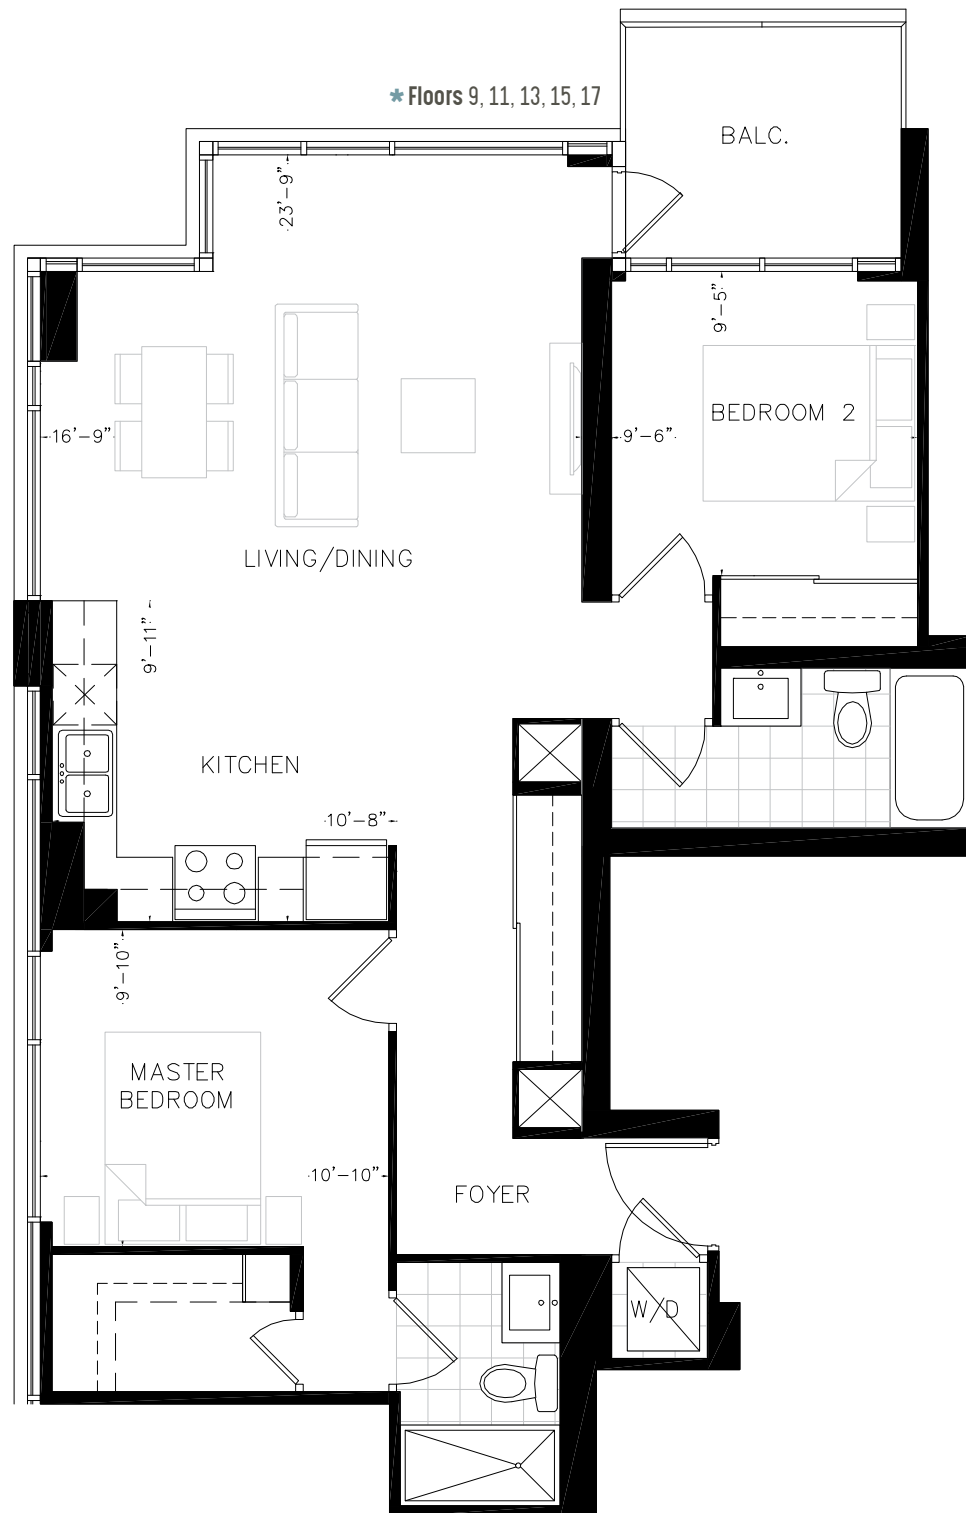 * Floors 9, 11, 13, 15, 17
BALC.
23'-9"
9'-5"
BEDROOM 2
16'-9"
9'-6"
LIVING/DINING
9'-11"
KITCHEN
10'-8"
9'-10"
MASTER
BEDROOM
10'-10"
FOYER
W/D